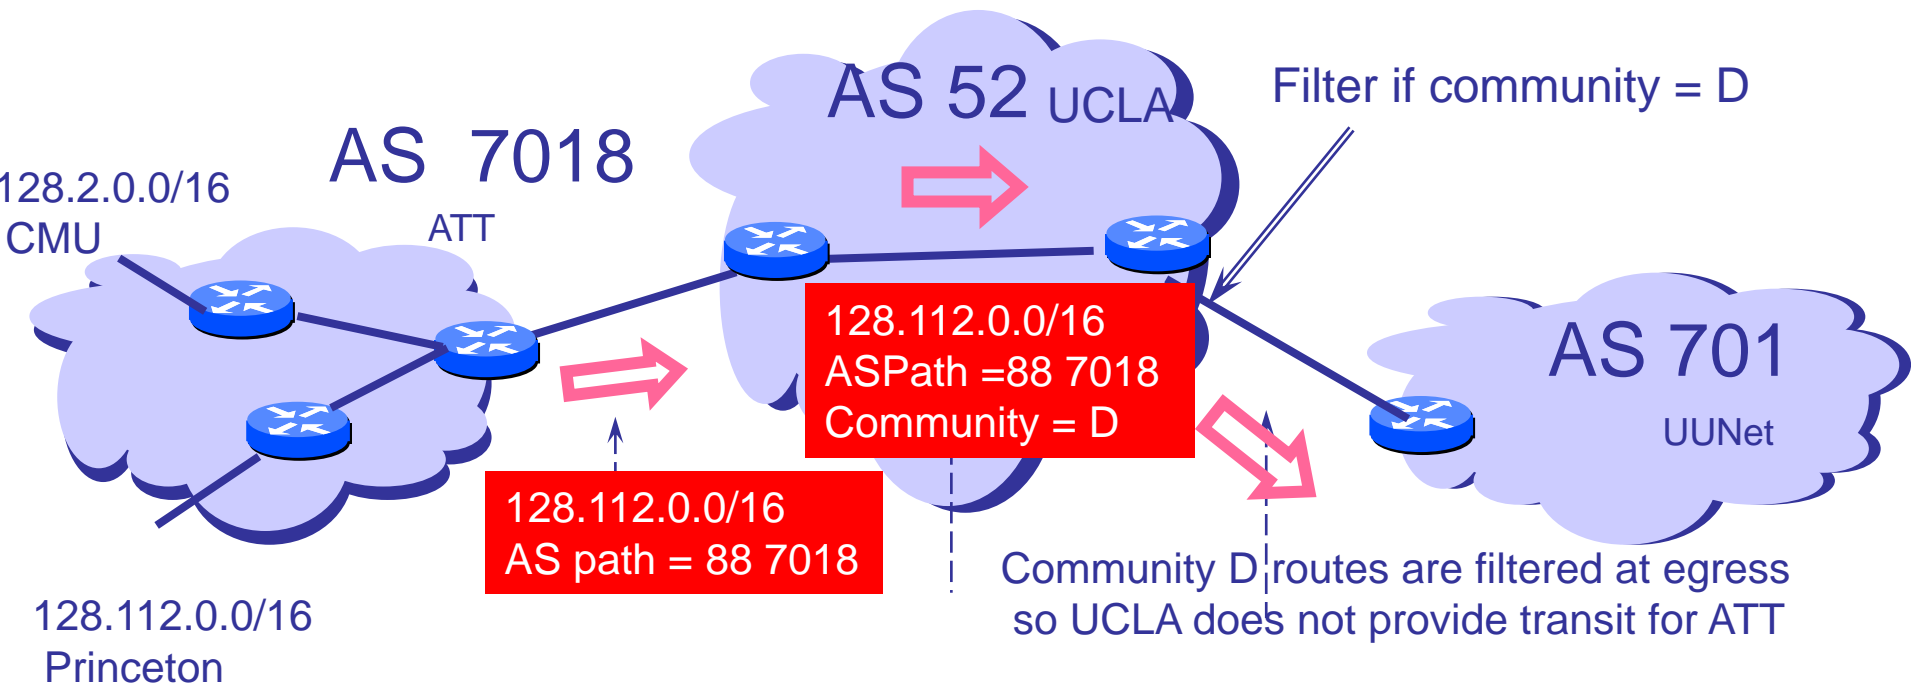 AS 52 UCLA
Filter if community = D
AS 7018
ATT
128.2.0.0/16
CMU
128.112.0.0/16
ASPath =88 7018
Community = D
AS 701
UUNet
128.112.0.0/16
AS path = 88 7018
Community D routes are filtered at egress
so UCLA does not provide transit for ATT
128.112.0.0/16
Princeton